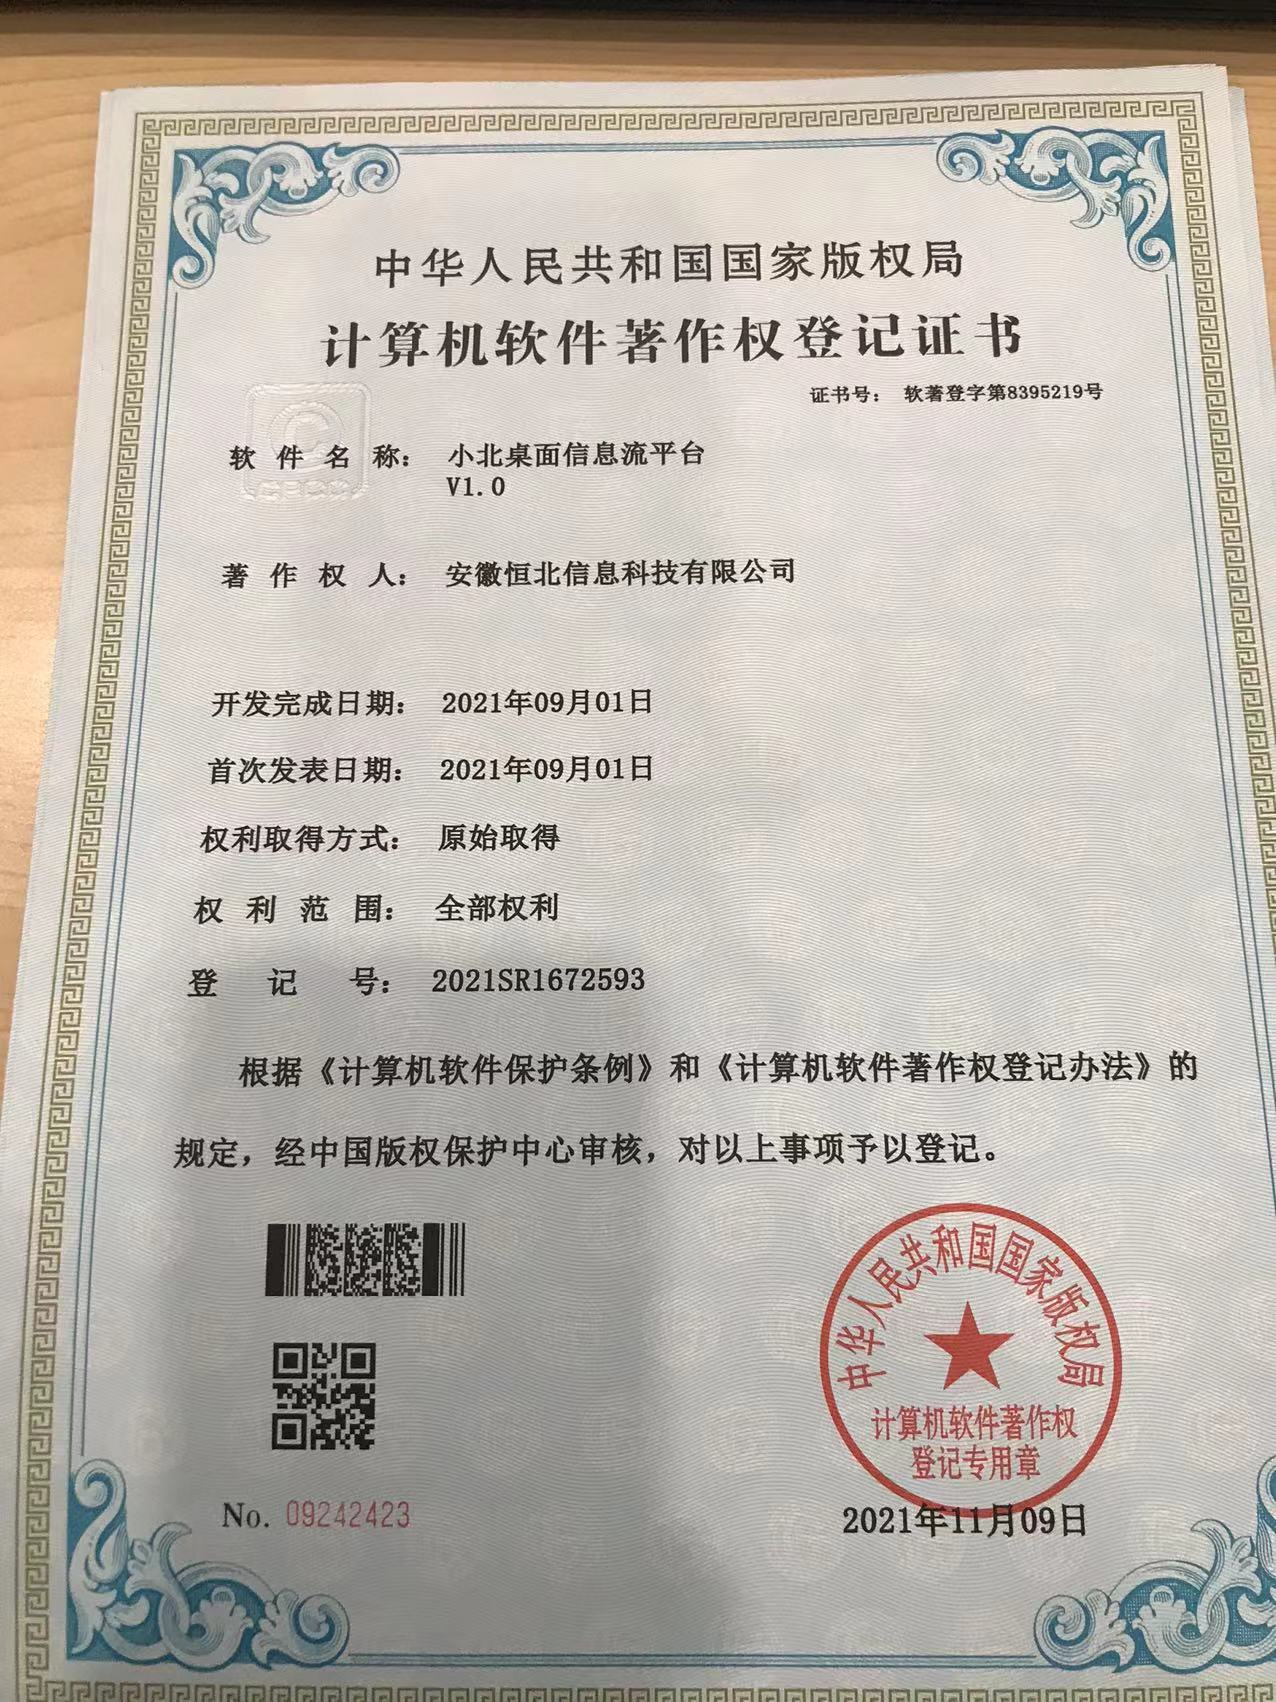 中华人民共和国国家版权局
计算机软件著作权登记证书
证书号： 软著登字第8395219号
软件名称： 小北桌面信息流平台
V1.0
著作权人： 安徽恒北信息科技有限公司
开发完成日期： 2021年09月01日
首次发表日期： 2021年09月01日
权利取得方式： 原始取得
权利范围： 全部权利
登记号： 2021SR1672593
根据《计算机软件保护条例》和《计算机软件著作权登记办法》的
规定，经中国版权保护中心审核，对以上事项予以登记。
中华人民共和国国家版权局
计算机软件著作权
登记专用章
No. 09242423
2021年11月09日